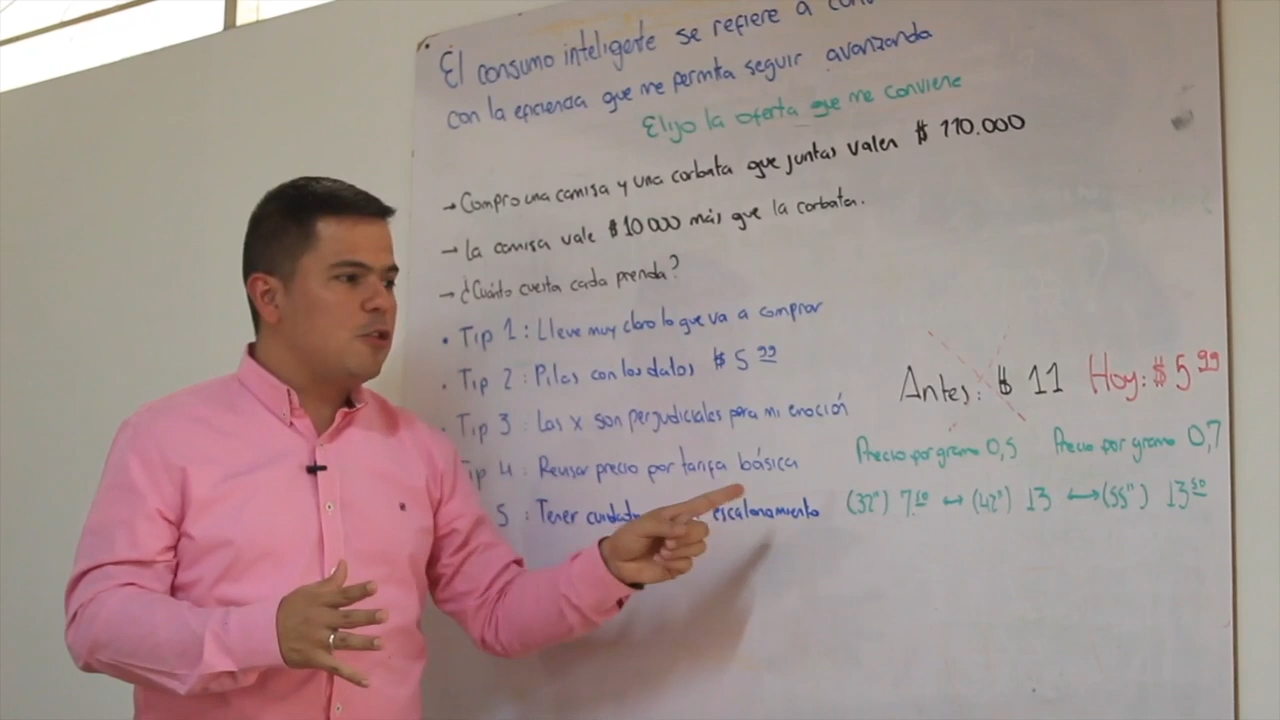 El consumo inteligente se refiere a
con la eficiencia que me permita seguir avanzando
Elijo la oferta que me conviene
→ Compro una camisa y una corbata que juntas valen $ 110.000
→ La camisa vale $10 000 más que la corbata.
→ ¿Cuánto cuesta cada prenda?
• Tip 1: Lleve muy claro lo que va a comprar
• Tip 2: Pilas con los datos $ 5 99
• Tip 3: Las x son perjudiciales para mi emoción
Antes: $ 11 Hoy: $ 5 99
ip 4: Revisar precio por tarifa básica
Precio por gramo 0,5 Precio por gramo 0,7
5: Tener cuidado escalonamiento
(32") 7.50 ↔ (42") 13 ↔ (55") 13 50